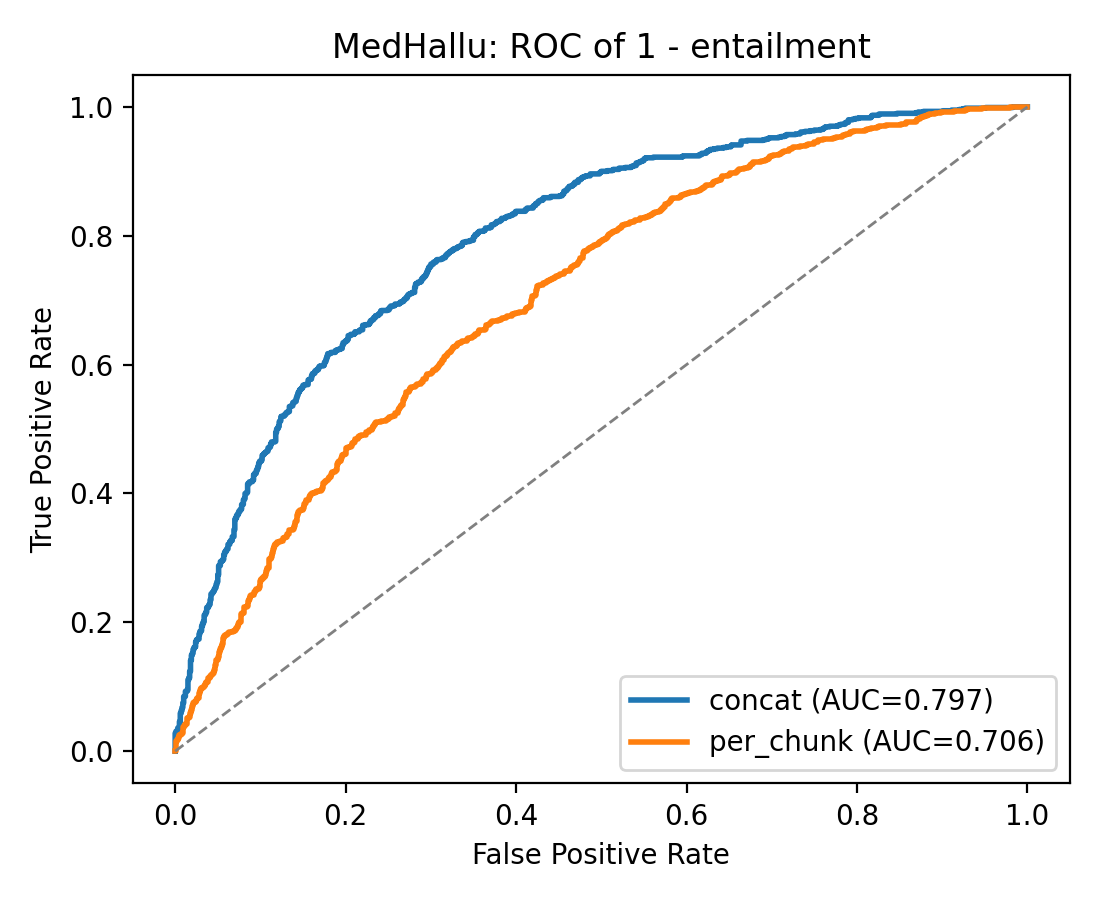 MedHallu: ROC of 1 - entailment
True Positive Rate
1.0
0.8
0.6
0.4
0.2
0.0
concat (AUC=0.797)
per_chunk (AUC=0.706)
0.0 0.2 0.4 0.6 0.8 1.0
False Positive Rate